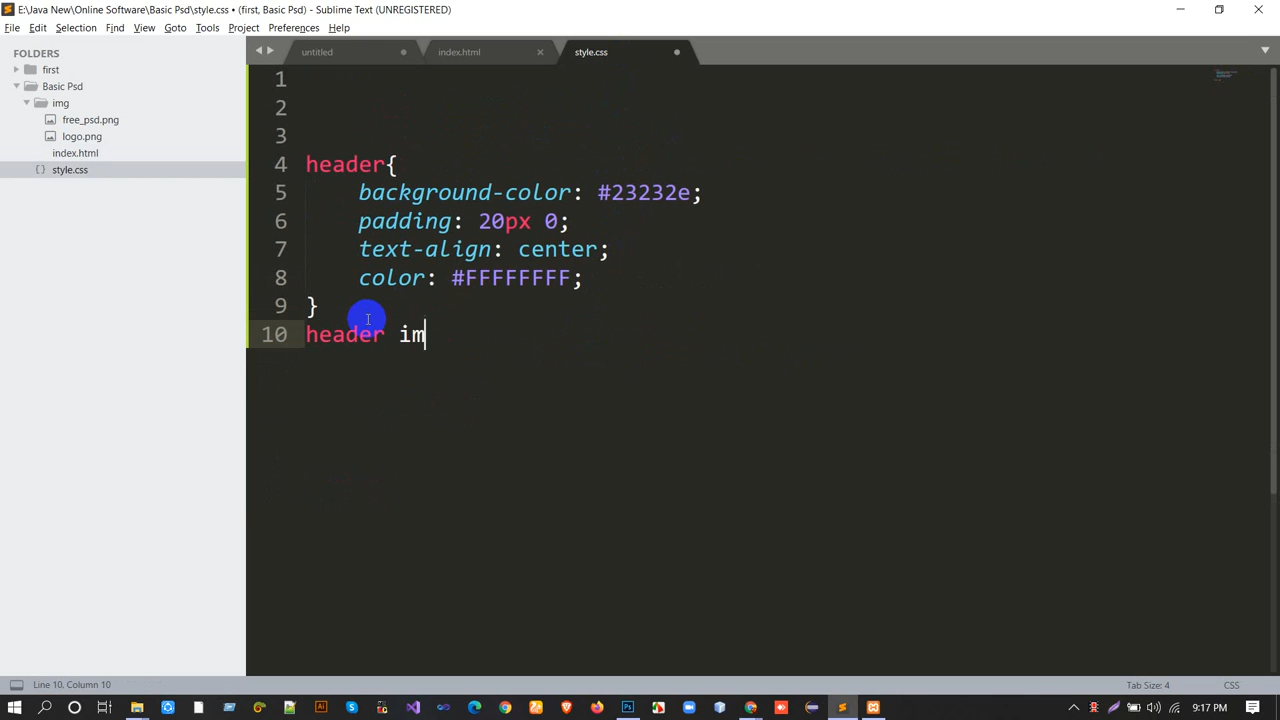 E:\Java New\Online Software\Basic Psd\style.css • (first, Basic Psd) - Sublime Text (UNREGISTERED)
File Edit Selection Find View Goto Tools Project Preferences Help
FOLDERS
first
Basic Psd
img
free_psd.png
logo.png
index.html
style.css
untitled
index.html
style.css
1
2
3
4 header{
5 background-color: #23232e;
6 padding: 20px 0;
7 text-align: center;
8 color: #FFFFFFFF;
9 }
10 header im
Line 10, Column 10
Tab Size: 4
CSS
9:17 PM